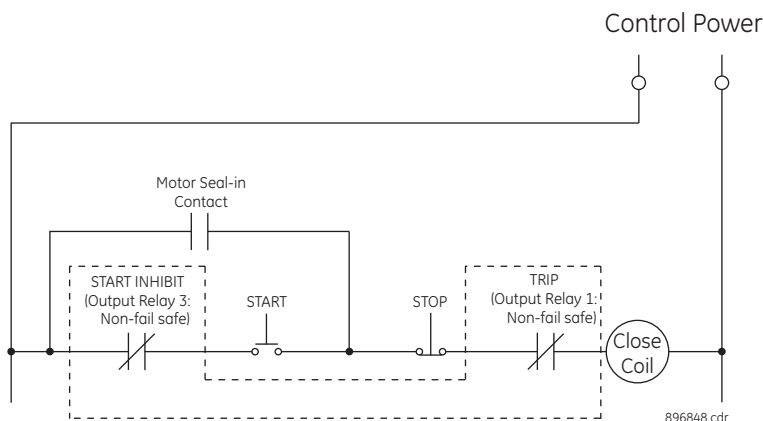 Control Power
Motor Seal-in
Contact
START INHIBIT
(Output Relay 3:
Non-fail safe)
START
STOP
TRIP
(Output Relay 1:
Non-fail safe)
Close
Coil
896848.cdr